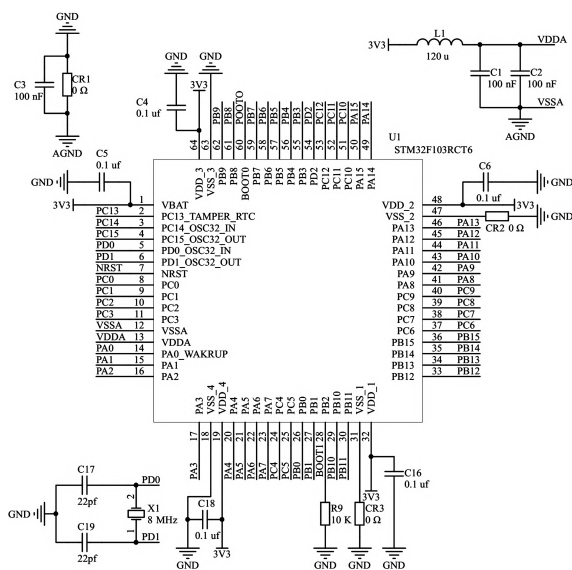 GND
C3
100 nF
CR1
0 Ω
AGND
GND
GND
3V3
C4
0.1 uf
3V3
L1
120 u
VDDA
C1
100 nF
C2
100 nF
VSSA
AGND
64 63 62 61 60 59 58 57 56 55 54 53 52 51 50 49
PB9 PB8 POOTO PB7 PB6 PB5 PB4 PB3 PD2 PC12 PC11 PC10 PA15 PA14
VDD_3 VSS_3 PB9 PB8 BOOT0 PB7 PB6 PB5 PB4 PB3 PD2 PC12 PC11 PC10 PA15 PA14
U1
STM32F103RCT6
C5
0.1 uf
GND
3V3
1 VBAT
PC13 2 PC13_TAMPER_RTC
PC14 3 PC14_OSC32_IN
PC15 4 PC15_OSC32_OUT
PD0 5 PD0_OSC32_IN
PD1 6 PD1_OSC32_OUT
NRST 7 NRST
PC0 8 PC0
PC1 9 PC1
PC2 10 PC2
PC3 11 PC3
VSSA 12 VSSA
VDDA 13 VDDA
PA0 14 PA0_WAKRUP
PA1 15 PA1
PA2 16 PA2
C6
0.1 uf
GND
3V3
CR2 0 Ω
GND
VDD_2 48
VSS_2 47
PA13 46 PA13
PA12 45 PA12
PA11 44 PA11
PA10 43 PA10
PA9 42 PA9
PA8 41 PA8
PC9 40 PC9
PC8 39 PC8
PC7 38 PC7
PC6 37 PC6
PB15 36 PB15
PB14 35 PB14
PB13 34 PB13
PB12 33 PB12
PA3 VSS_4 VDD_4 PA4 PA5 PA6 PA7 PC4 PC5 PB0 PB1 PB2 PB10 PB11 VSS_1 VDD_1
17 18 19 20 21 22 23 24 25 26 27 28 29 30 31 32
PA3 PA4 PA5 PA6 PA7 PC4 PC5 PB0 PB1 BOOT1 PB10 PB11
C17
22pf
PD0
GND
2
X1
8 MHz
1
C19
22pf
PD1
C18
0.1 uf
GND
3V3
R9
10 K
GND
CR3
0 Ω
GND
3V3
C16
0.1 uf
GND